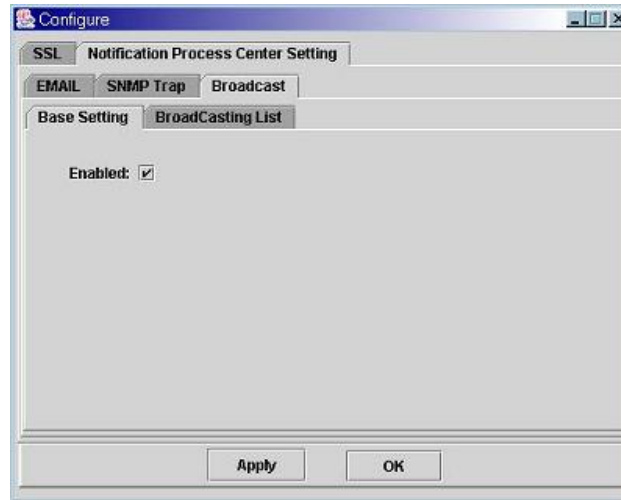 Configure
SSL Notification Process Center Setting
EMAIL SNMP Trap Broadcast
Base Setting BroadCasting List
Enabled:
Apply OK